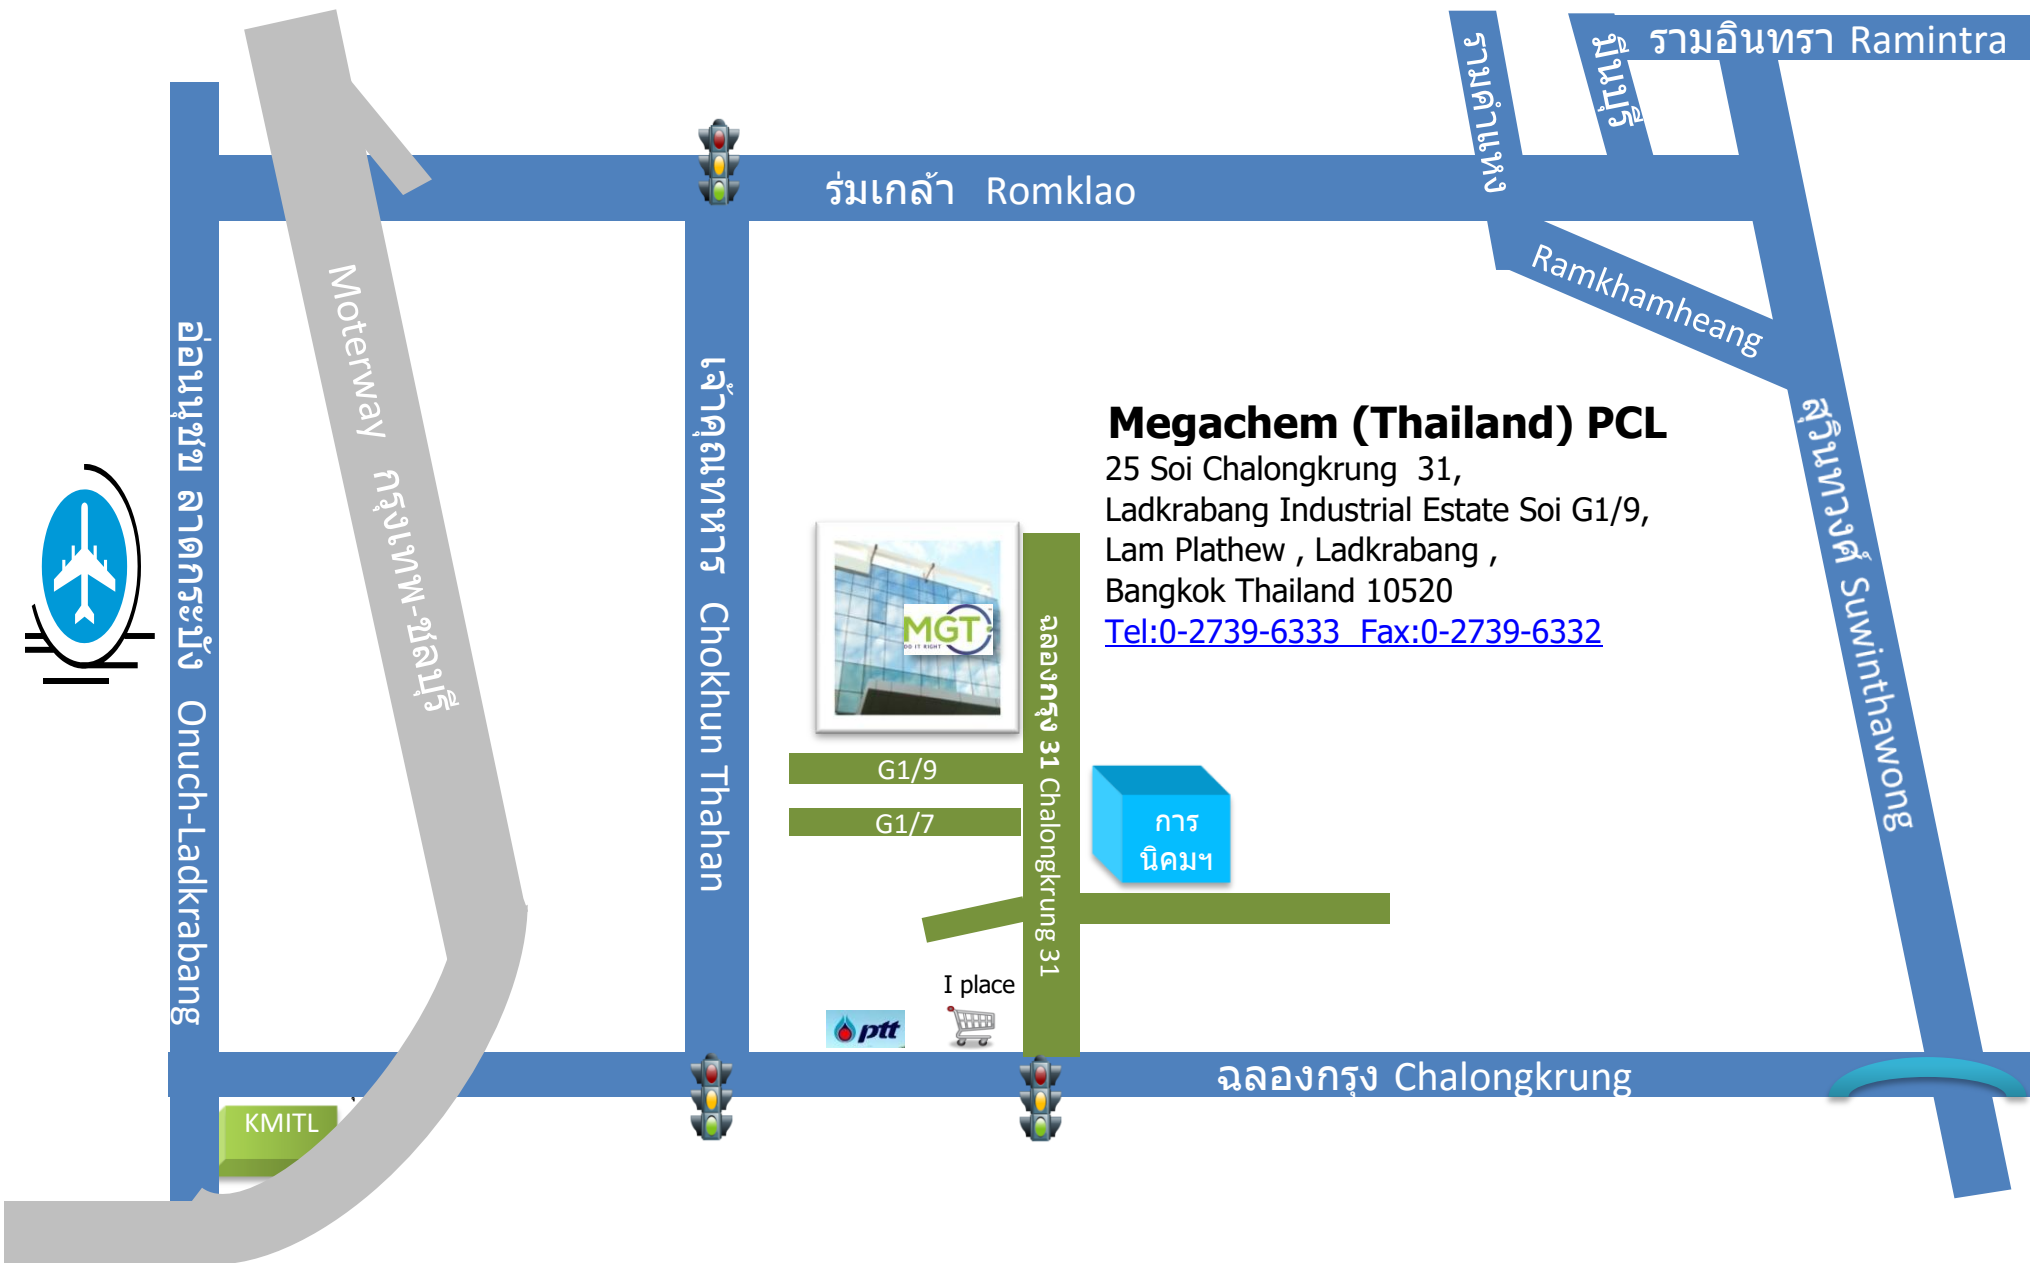 รามอินทรา Ramintra
รามคำแหง
มีนบุรี
ร่มเกล้า Romklao
Ramkhamheang
Moterway กรุงเทพ-ชลบุรี
อ่อนนุชข ลาดกระบัง Onuch-Ladkrabang
เจ้าคุณทหาร Chokhun Thahan
สุวินทวงศ์ Suwinthawong
Megachem (Thailand) PCL
25 Soi Chalongkrung 31,
Ladkrabang Industrial Estate Soi G1/9,
Lam Plathew , Ladkrabang ,
Bangkok Thailand 10520
Tel:0-2739-6333 Fax:0-2739-6332
MGT
DO IT RIGHT
ฉลองกรุง 31 Chalongkrung 31
G1/9
G1/7
การ
นิคมฯ
I place
ptt
ฉลองกรุง Chalongkrung
KMITL